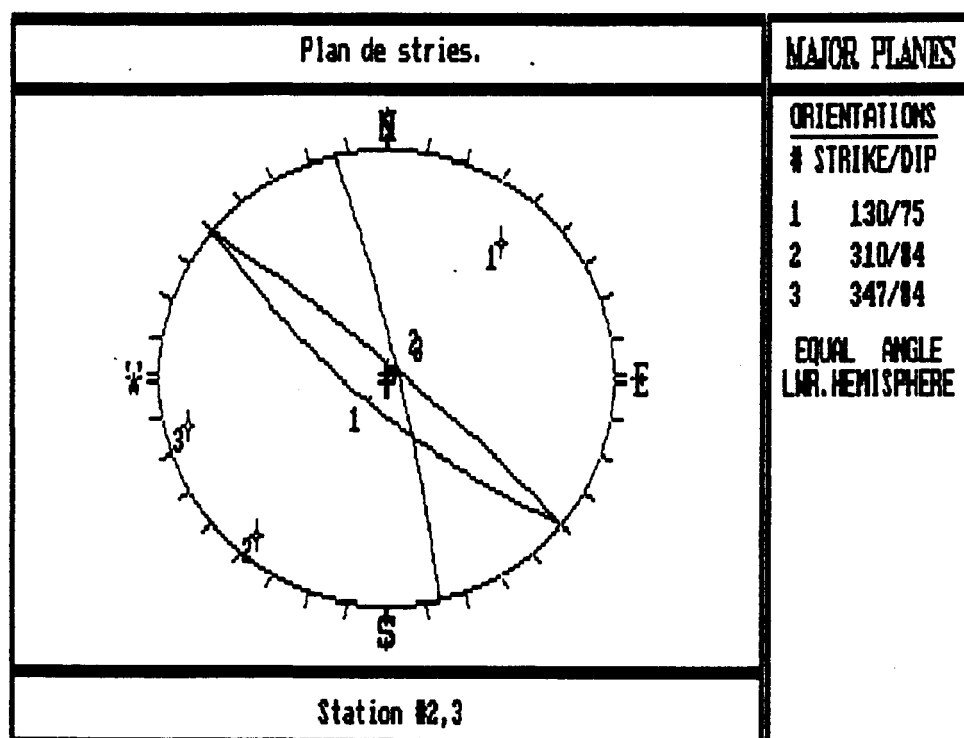 Plan de stries.
MAJOR PLANES
ORIENTATIONS
# STRIKE/DIP
1 130/75
2 310/84
3 347/84
EQUAL ANGLE
LWR.HEMISPHERE
N
1
2
W
E
1
3
2
S
Station #2,3